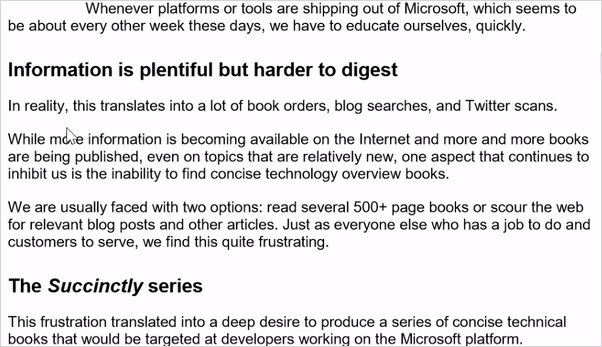 Whenever platforms or tools are shipping out of Microsoft, which seems to
be about every other week these days, we have to educate ourselves, quickly.
Information is plentiful but harder to digest
In reality, this translates into a lot of book orders, blog searches, and Twitter scans.
While more information is becoming available on the Internet and more and more books
are being published, even on topics that are relatively new, one aspect that continues to
inhibit us is the inability to find concise technology overview books.
We are usually faced with two options: read several 500+ page books or scour the web
for relevant blog posts and other articles. Just as everyone else who has a job to do and
customers to serve, we find this quite frustrating.
The Succinctly series
This frustration translated into a deep desire to produce a series of concise technical
books that would be targeted at developers working on the Microsoft platform.